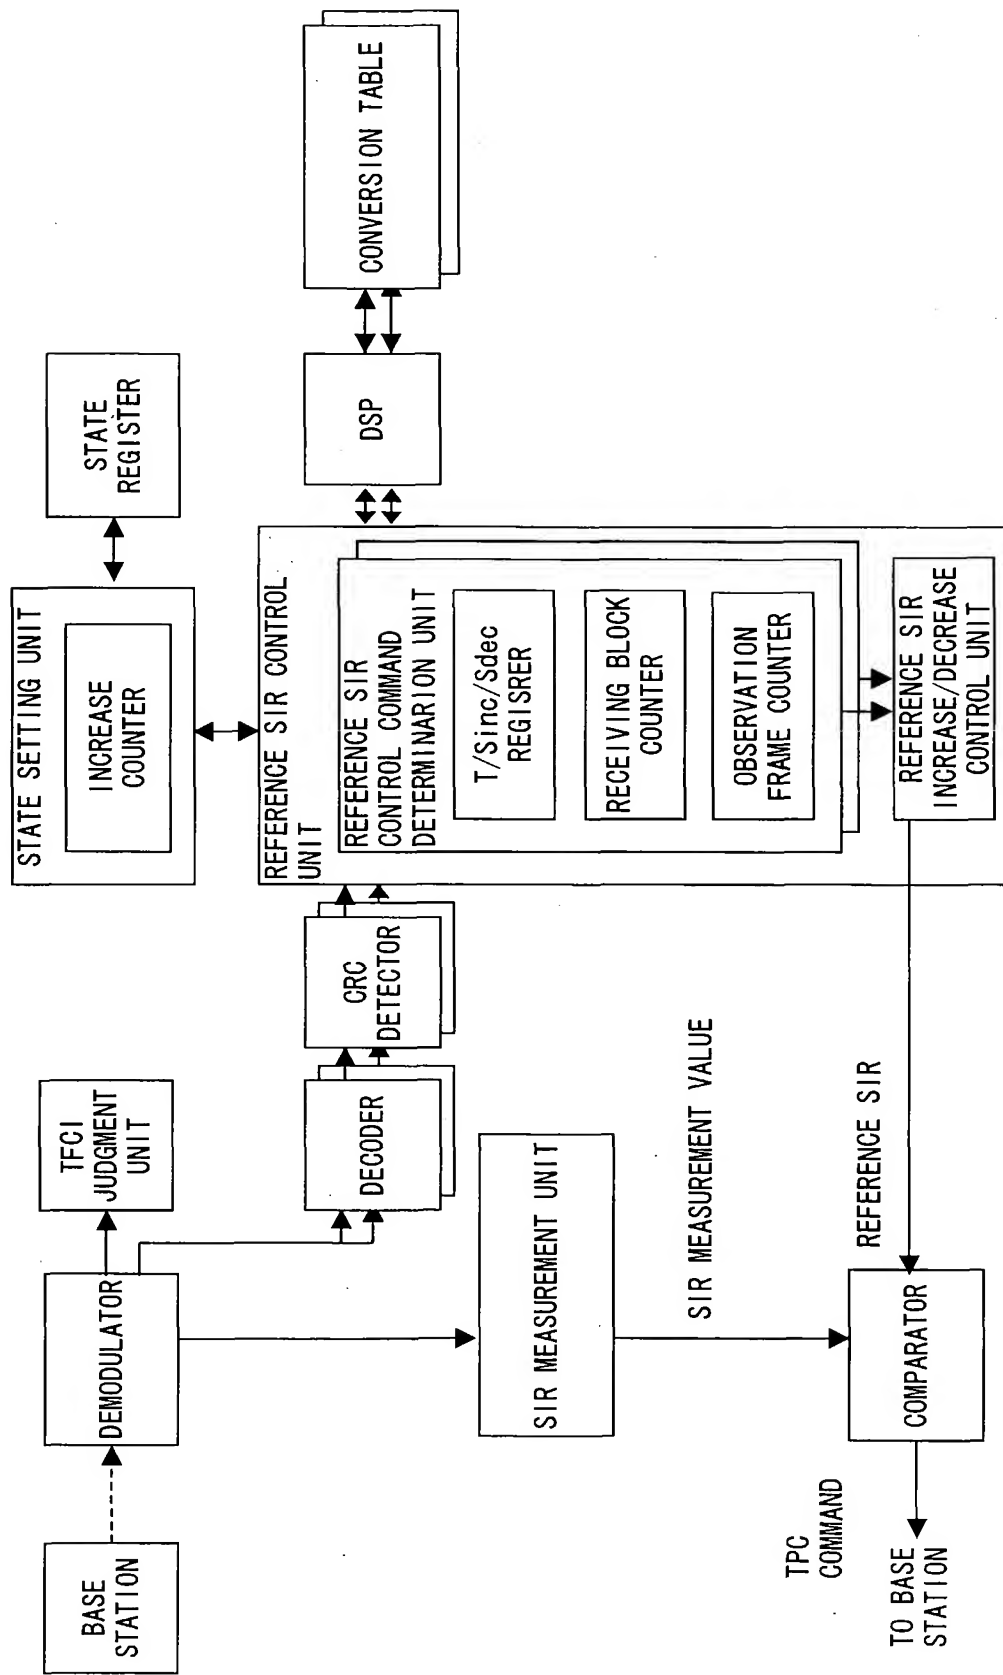 BASE
STATION
DEMODULATOR
TFCI
JUDGMENT
UNIT
STATE SETTING UNIT
INCREASE
COUNTER
STATE
REGISTER
DECODER
CRC
DETECTOR
REFERENCE SIR CONTROL
UNIT
REFERENCE SIR
CONTROL COMMAND
DETERMINARION UNIT
T/Sinc/Sdec
REGISRER
RECEIVING BLOCK
COUNTER
OBSERVATION
FRAME COUNTER
REFERENCE SIR
INCREASE/DECREASE
CONTROL UNIT
DSP
CONVERSION TABLE
SIR MEASUREMENT UNIT
SIR MEASUREMENT VALUE
REFERENCE SIR
COMPARATOR
TPC
COMMAND
TO BASE
STATION